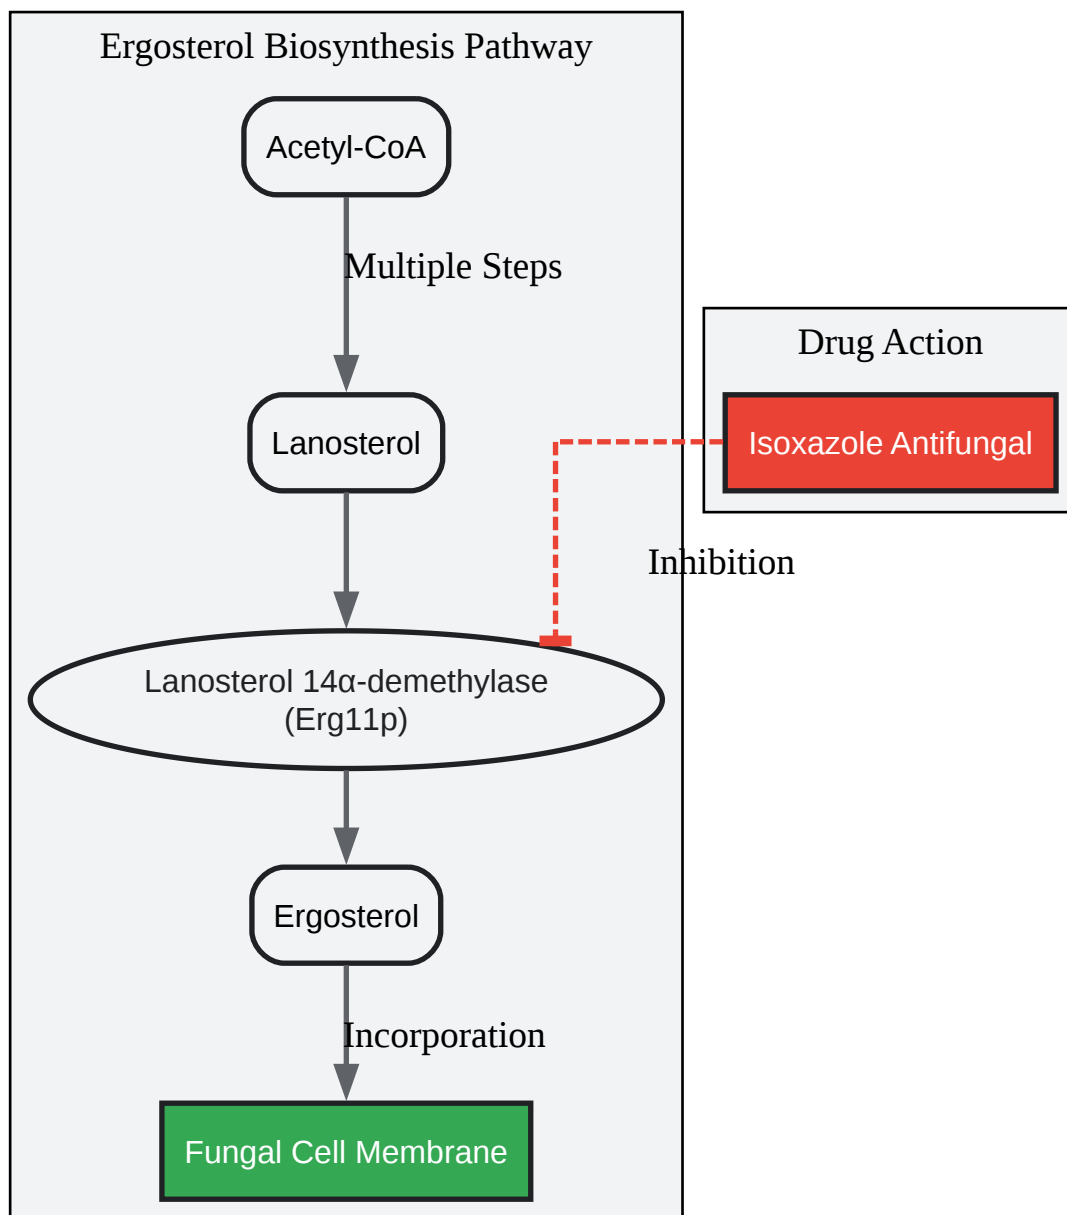 Ergosterol Biosynthesis Pathway
Acetyl-CoA
Multiple Steps
Drug Action
Lanosterol
Isoxazole Antifungal
Inhibition
Lanosterol 14α-demethylase
(Erg11p)
Ergosterol
Incorporation
Fungal Cell Membrane